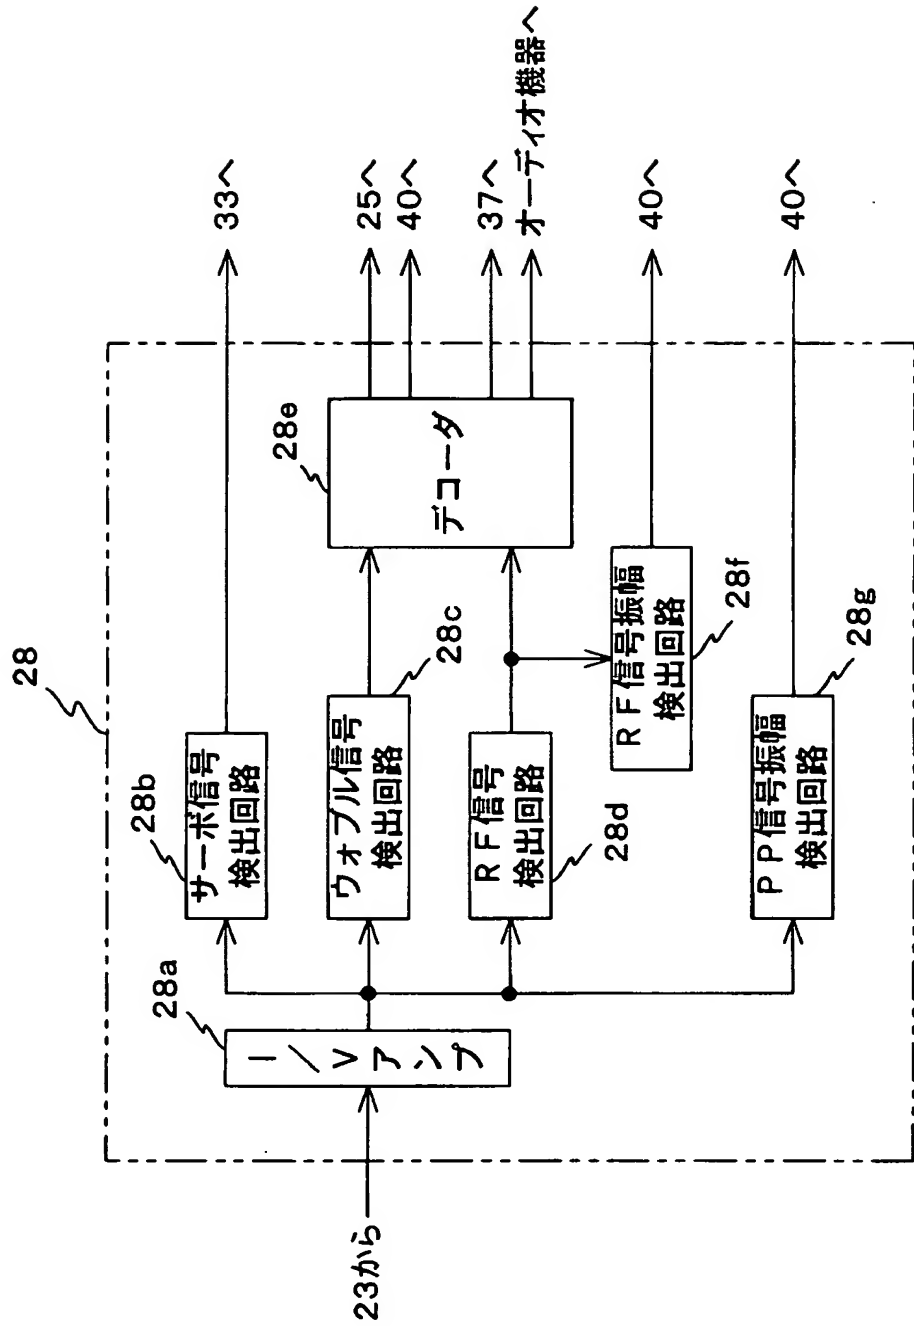 28
28a
28b
28c
28d
28e
28f
28g
23から
I/Vアンプ
サーボ信号
検出回路
ウォブル信号
検出回路
RF信号
検出回路
PP信号振幅
検出回路
RF信号振幅
検出回路
デコーダ
33へ
25へ
40へ
37へ
オーディオ機器へ
40へ
40へ